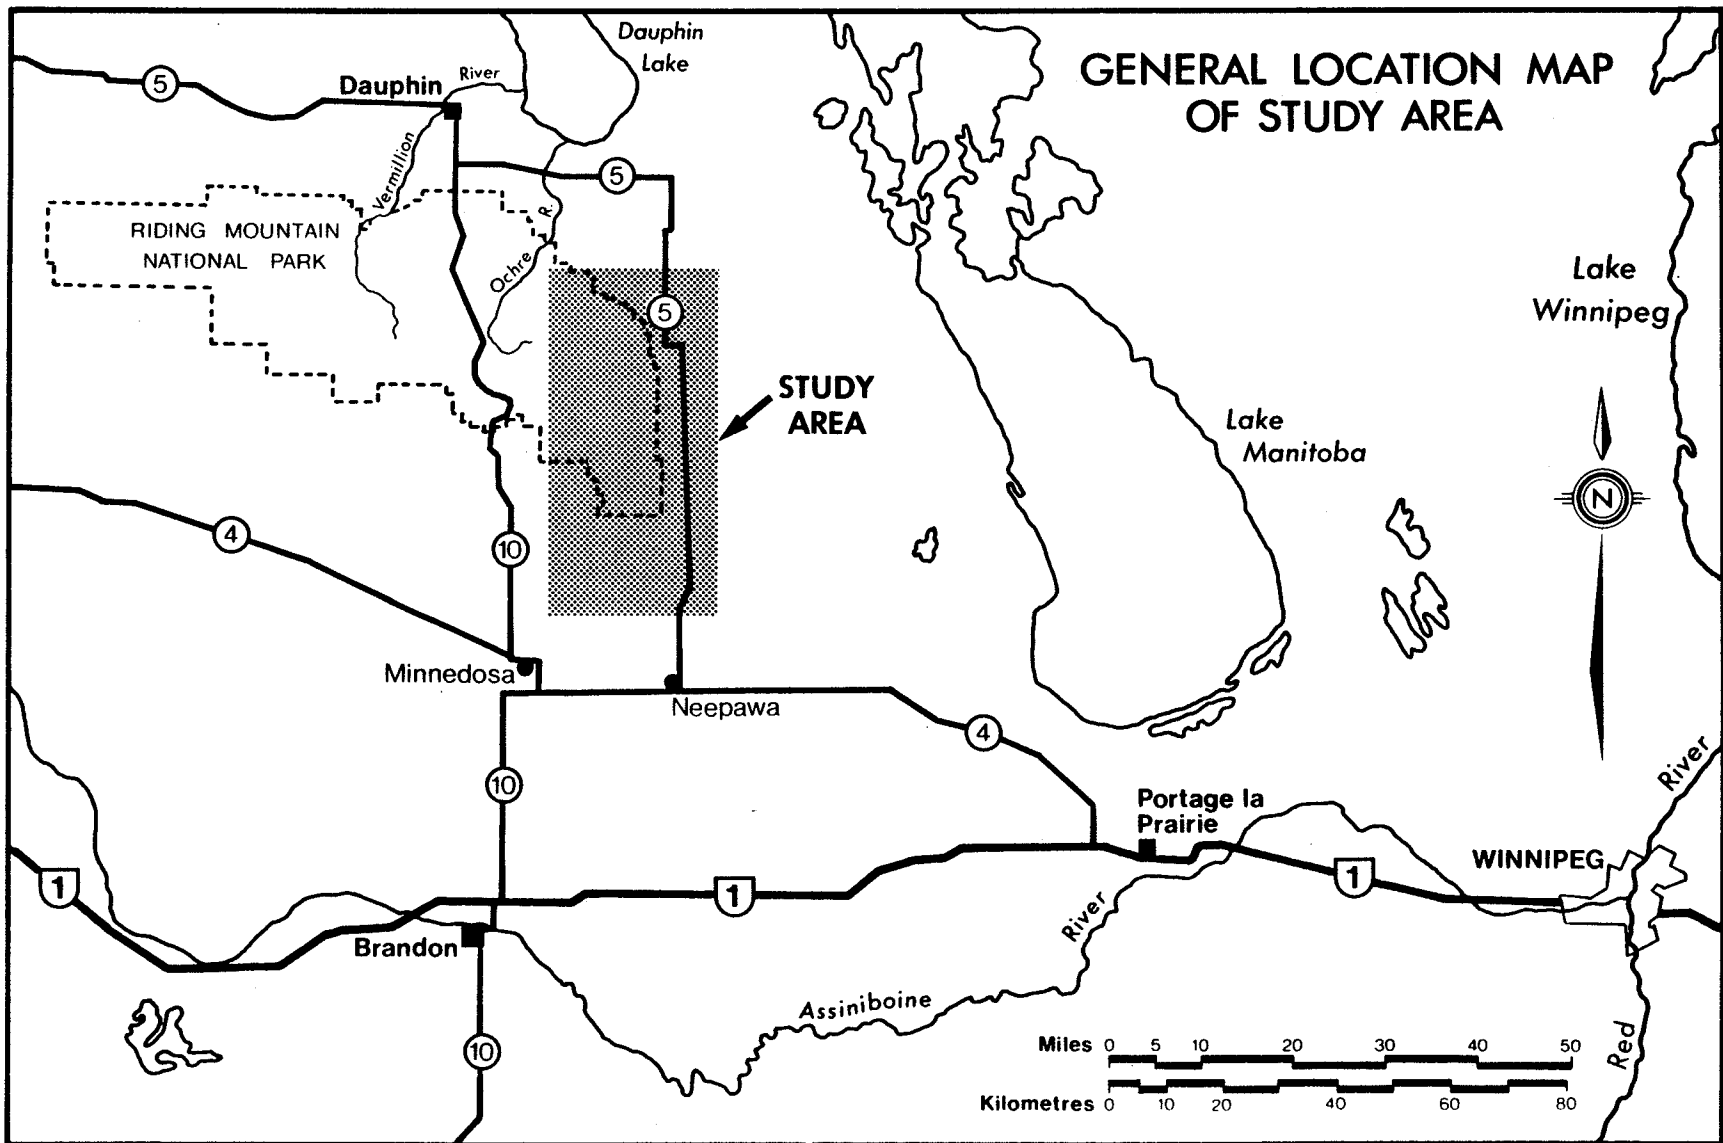 GENERAL LOCATION MAP
OF STUDY AREA
Dauphin
Lake
River
Dauphin
5
Vermillion
5
Ochre R.
RIDING MOUNTAIN
NATIONAL PARK
5
Lake
Winnipeg
STUDY
AREA
Lake
Manitoba
N
4
10
Minnedosa
Neepawa
4
10
River
Portage la
Prairie
WINNIPEG
1
1
1
River
Brandon
Assiniboine
10
Red
Miles 0 5 10 20 30 40 50
Kilometres 0 10 20 40 60 80